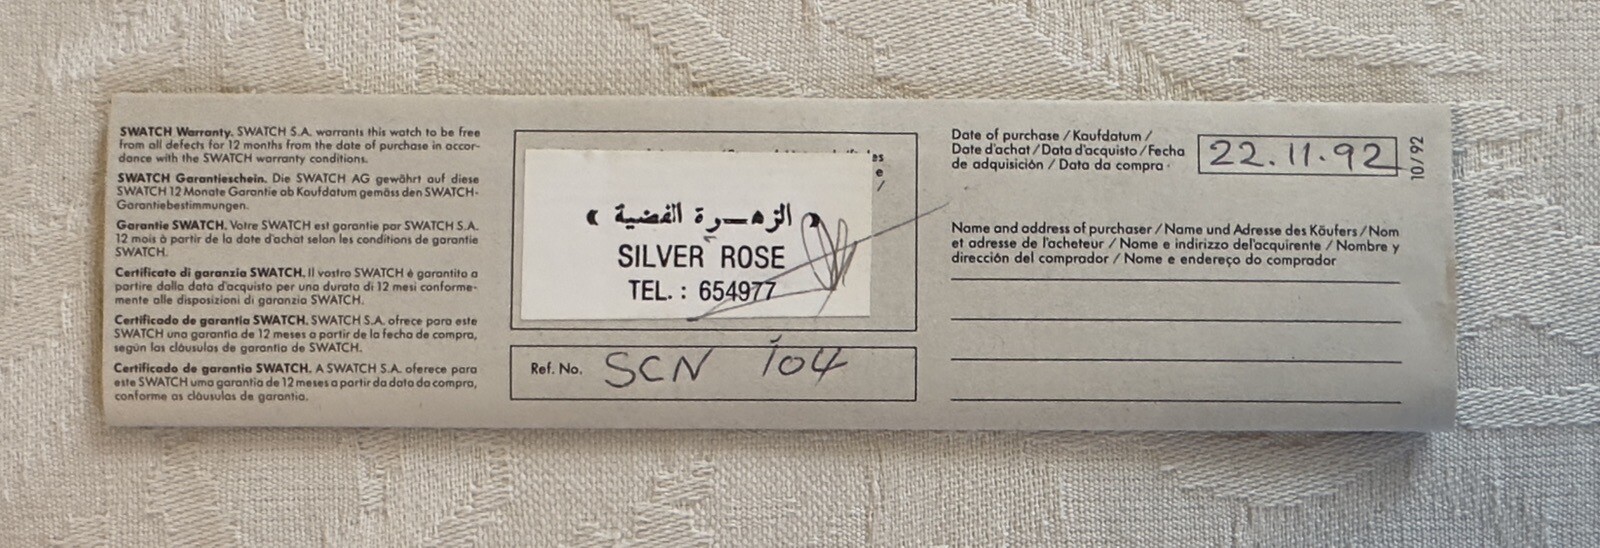 SWATCH Warranty. SWATCH S.A. warrants this watch to be free
from all defects for 12 months from the date of purchase in accor-
dance with the SWATCH warranty conditions.
SWATCH Garantieschein. Die SWATCH AG gewährt auf diese
SWATCH 12 Monate Garantie ab Kaufdatum gemäss den SWATCH-
Garantiebestimmungen.
Garantie SWATCH. Votre SWATCH est garantie par SWATCH S.A.
12 mois à partir de la date d'achat selon les conditions de garantie
SWATCH.
Certificato di garanzia SWATCH. Il vostro SWATCH è garantito a
partire dalla data d'acquisto per una durata di 12 mesi conforme-
mente alle disposizioni di garanzia SWATCH.
Certificado de garantía SWATCH. SWATCH S.A. ofrece para este
SWATCH una garantía de 12 meses a partir de la fecha de compra,
según las cláusulas de garantía de SWATCH.
Certificado de garantia SWATCH. A SWATCH S.A. oferece para
este SWATCH uma garantia de 12 meses a partir da data da compra,
conforme as cláusulas de garantia.
« الزهـــرة الفضية »
SILVER ROSE
TEL. : 654977
Ref. No. SCN 104
Date of purchase / Kaufdatum /
Date d'achat / Data d'acquisto / Fecha
de adquisición / Data da compra
22.11.92
10/92
Name and address of purchaser / Name und Adresse des Käufers / Nom
et adresse de l'acheteur / Nome e indirizzo dell'acquirente / Nombre y
dirección del comprador / Nome e endereço do comprador